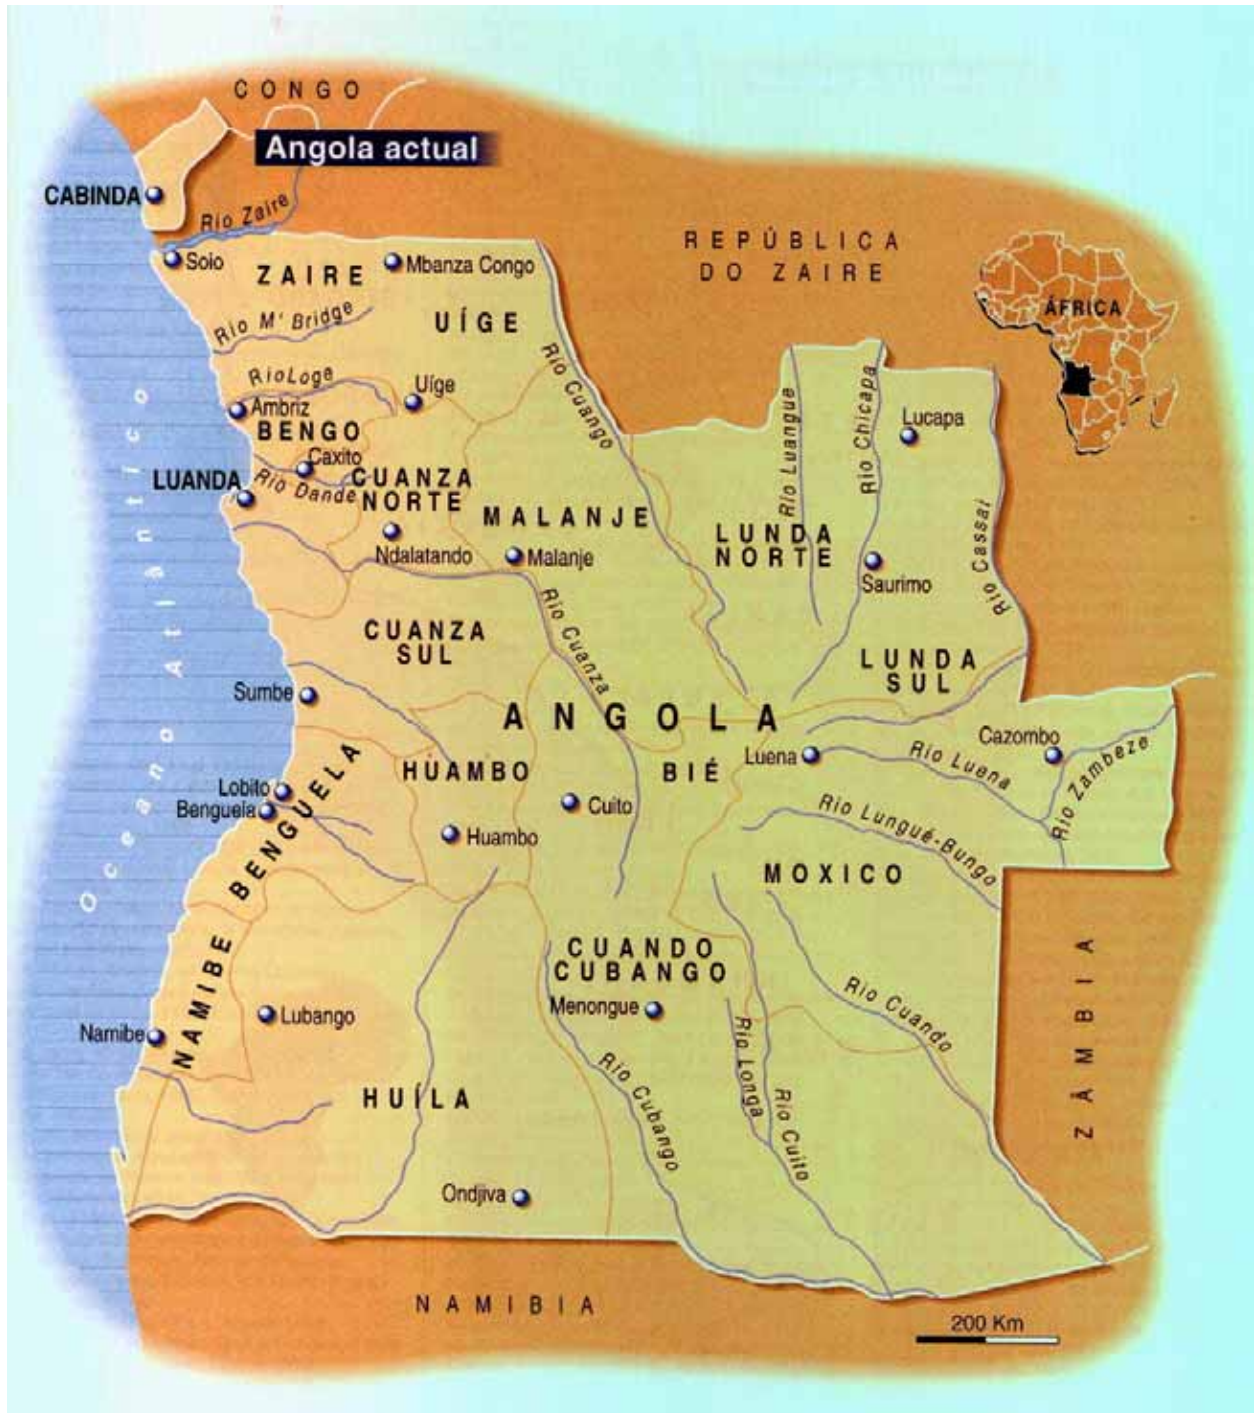 CONGO
Angola actual
CABINDA
Rio Zaire
Soio
ZAIRE
Mbanza Congo
REPÚBLICA
DO ZAIRE
ÁFRICA
Rio M' Bridge
UÍGE
Rio Loge
Uíge
Rio Cuango
Ambriz
BENGO
Caxito
Rio Luangue
Rio Chicapa
Lucapa
LUANDA
Rio Dande
CUANZA
NORTE
MALANJE
LUNDA
NORTE
Rio Cassai
Ndalatando
Malanje
Saurimo
Oceano Atlântico
CUANZA
SUL
Rio Cuanza
LUNDA
SUL
Sumbe
ANGOLA
Cazombo
HUAMBO
BIÉ
Luena
Rio Luena
Rio Zambeze
Lobito
Benguela
BENGUELA
Cuito
Huambo
Rio Lungué-Bungo
MOXICO
NAMIBE
CUANDO
CUBANGO
Menongue
Rio Cuando
ZÂMBIA
Lubango
Namibe
Rio Longa
Rio Cubango
Rio Cuito
HUÍLA
Ondjiva
NAMIBIA
200 Km